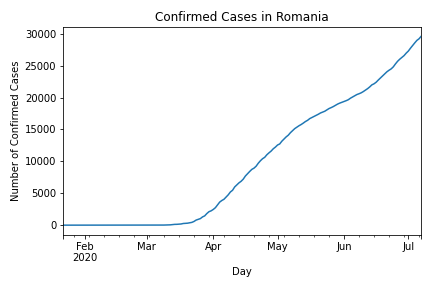 Confirmed Cases in Romania
Number of Confirmed Cases
30000
25000
20000
15000
10000
5000
0
Feb
2020
Mar
Apr
May
Jun
Jul
Day